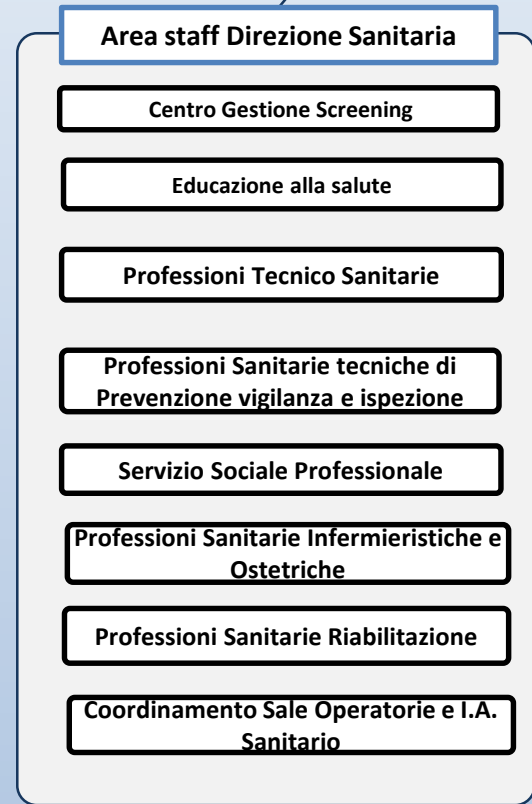 Area staff Direzione Sanitaria
Centro Gestione Screening
Educazione alla salute
Professioni Tecnico Sanitarie
Professioni Sanitarie tecniche di
Prevenzione vigilanza e ispezione
Servizio Sociale Professionale
Professioni Sanitarie Infermieristiche e
Ostetriche
Professioni Sanitarie Riabilitazione
Coordinamento Sale Operatorie e I.A.
Sanitario